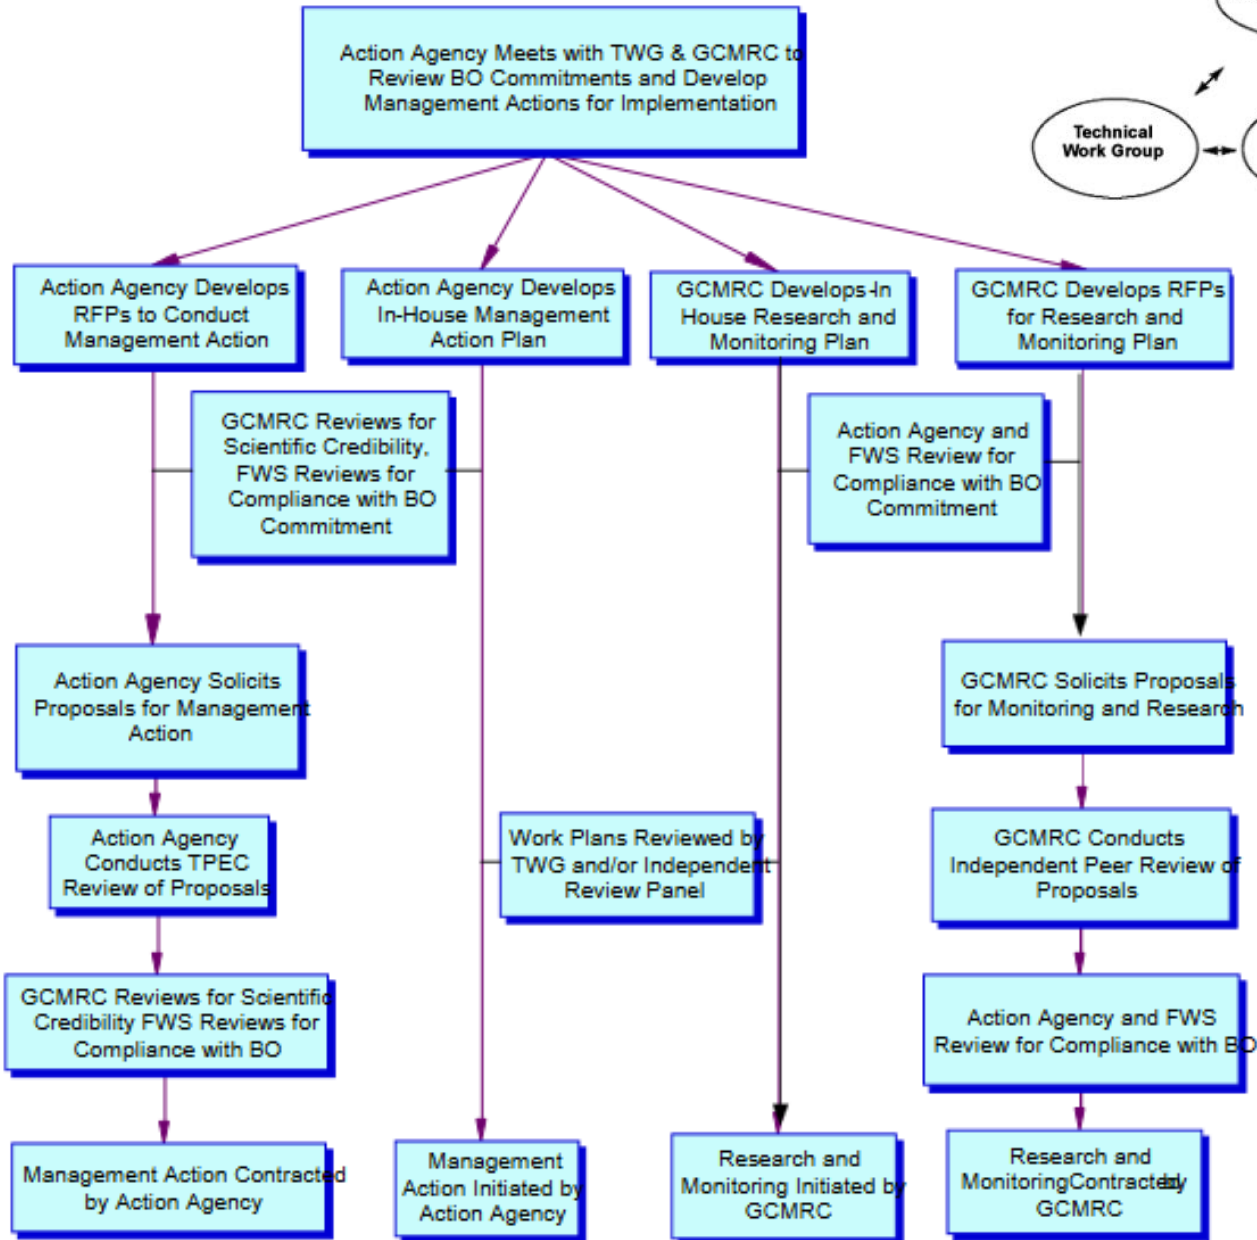 Action Agency Meets with TWG & GCMRC to
Review BO Commitments and Develop
Management Actions for Implementation
Technical
Work Group
Action Agency Develops
RFPs to Conduct
Management Action
Action Agency Develops
In-House Management
Action Plan
GCMRC Develops-In
House Research and
Monitoring Plan
GCMRC Develops RFPs
for Research and
Monitoring Plan
GCMRC Reviews for
Scientific Credibility,
FWS Reviews for
Compliance with BO
Commitment
Action Agency and
FWS Review for
Compliance with BO
Commitment
Action Agency Solicits
Proposals for Management
Action
GCMRC Solicits Proposals
for Monitoring and Research
Action Agency
Conducts TPEC
Review of Proposals
Work Plans Reviewed by
TWG and/or Independent
Review Panel
GCMRC Conducts
Independent Peer Review of
Proposals
GCMRC Reviews for Scientific
Credibility FWS Reviews for
Compliance with BO
Action Agency and FWS
Review for Compliance with BO
Management Action Contracted
by Action Agency
Management
Action Initiated by
Action Agency
Research and
Monitoring Initiated by
GCMRC
Research and
MonitoringContracted by
GCMRC